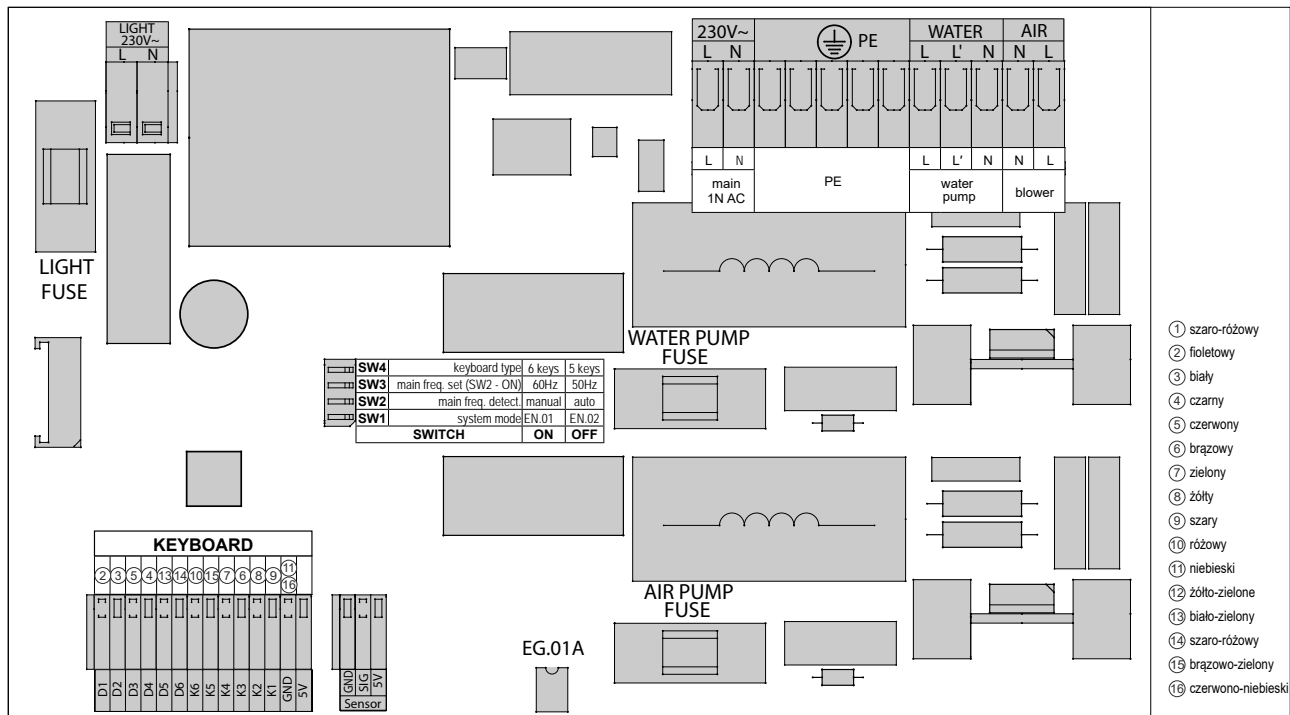 LIGHT
230V~
L N
230V~ PE WATER AIR
L N L L' N N L
L N L L' N N L
main
1N AC
PE
water
pump
blower
LIGHT
FUSE
WATER PUMP
FUSE
SW4 keyboard type 6 keys 5 keys
SW3 main freq. set (SW2 - ON) 60Hz 50Hz
SW2 main freq. detect. manual auto
SW1 system mode EN.01 EN.02
SWITCH ON OFF
KEYBOARD
2 3 5 4 13 14 10 15 7 6 8 9 11 16
D1 D2 D3 D4 D5 D6 K6 K5 K4 K3 K2 K1 GND 5V
GND SIG 5V
Sensor
EG.01A
AIR PUMP
FUSE
1 szaro-różowy
2 fioletowy
3 biały
4 czarny
5 czerwony
6 brązowy
7 zielony
8 żółty
9 szary
10 różowy
11 niebieski
12 żółto-zielone
13 biało-zielony
14 szaro-różowy
15 brązowo-zielony
16 czerwono-niebieski